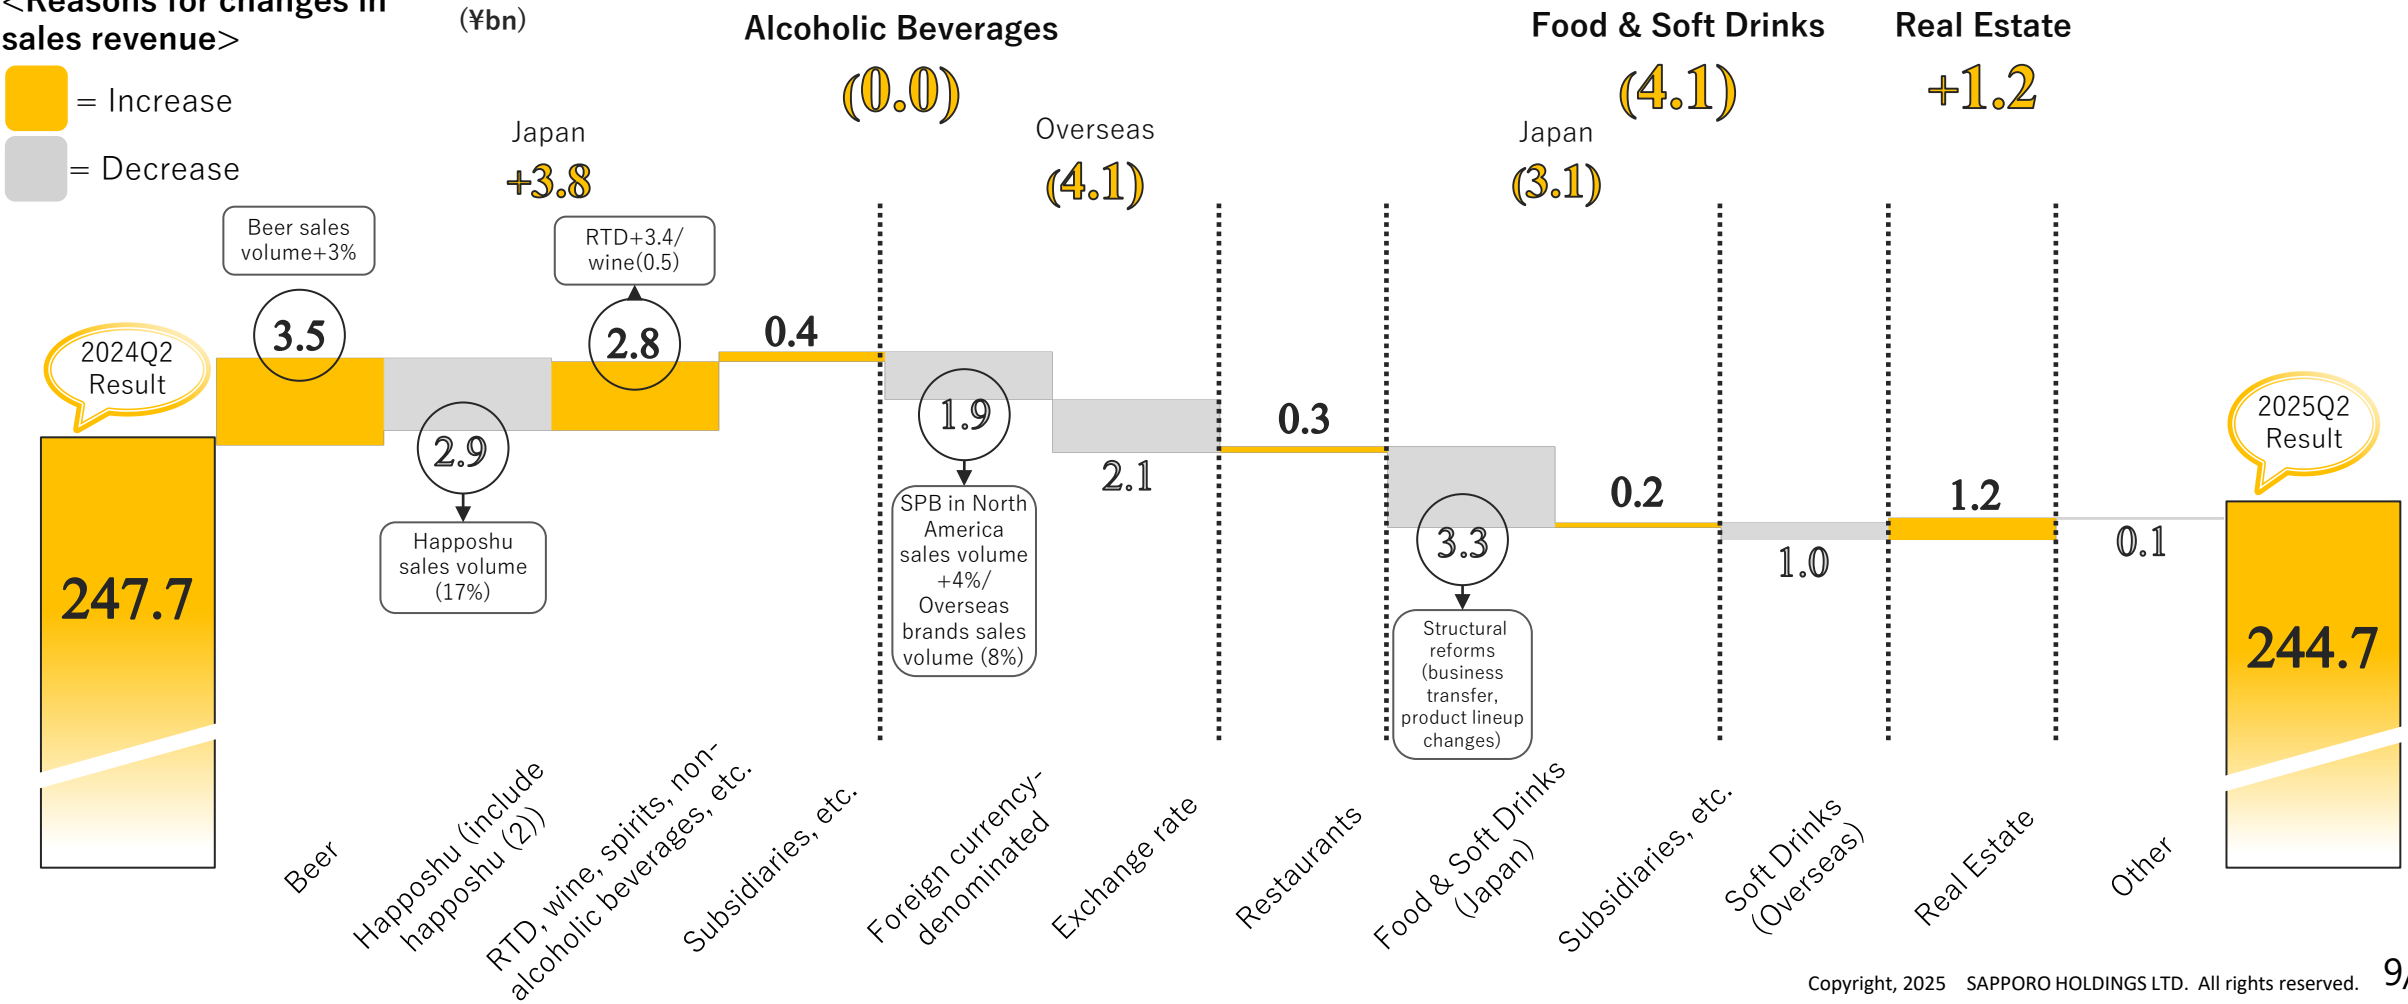 <Reasons for changes in
sales revenue>
(¥bn)
= Increase
= Decrease
Alcoholic Beverages
(0.0)
Food & Soft Drinks
(4.1)
Real Estate
+1.2
Japan
+3.8
Overseas
(4.1)
Japan
(3.1)
2024Q2
Result
247.7
Beer sales
volume+3%
3.5
2.9
Happoshu
sales volume
(17%)
RTD+3.4/
wine(0.5)
2.8
0.4
1.9
SPB in North
America
sales volume
+4%/
Overseas
brands sales
volume (8%)
2.1
0.3
3.3
Structural
reforms
(business
transfer,
product lineup
changes)
0.2
1.0
1.2
0.1
2025Q2
Result
244.7
Beer
Happoshu (include
happoshu (2))
RTD, wine, spirits, non-
alcoholic beverages, etc.
Subsidiaries, etc.
Foreign currency-
denominated
Exchange rate
Restaurants
Food & Soft Drinks
(Japan)
Subsidiaries, etc.
Soft Drinks
(Overseas)
Real Estate
Other
Copyright, 2025 SAPPORO HOLDINGS LTD. All rights reserved.
9/